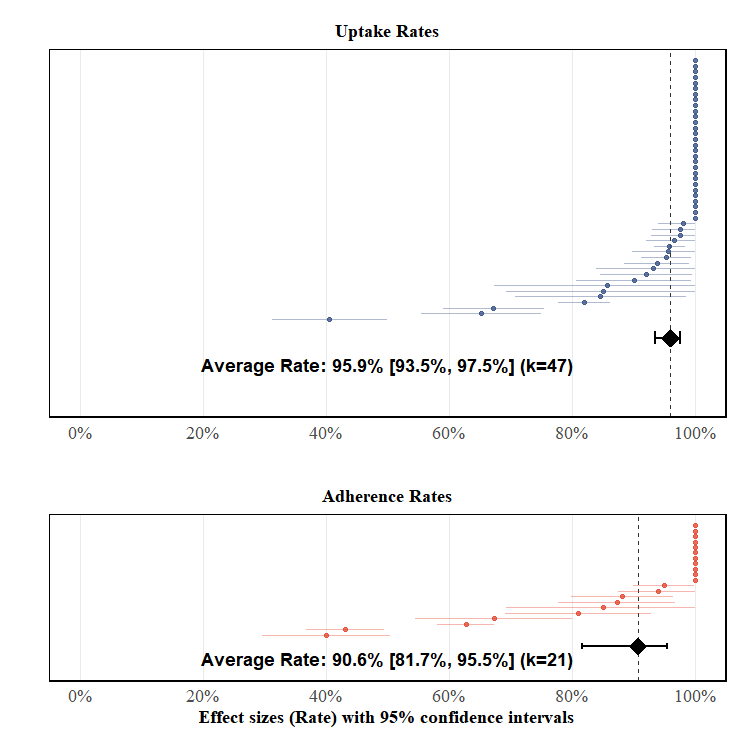 Uptake Rates
Average Rate: 95.9% [93.5%, 97.5%] (k=47)
0% 20% 40% 60% 80% 100%
Adherence Rates
Average Rate: 90.6% [81.7%, 95.5%] (k=21)
0% 20% 40% 60% 80% 100%
Effect sizes (Rate) with 95% confidence intervals